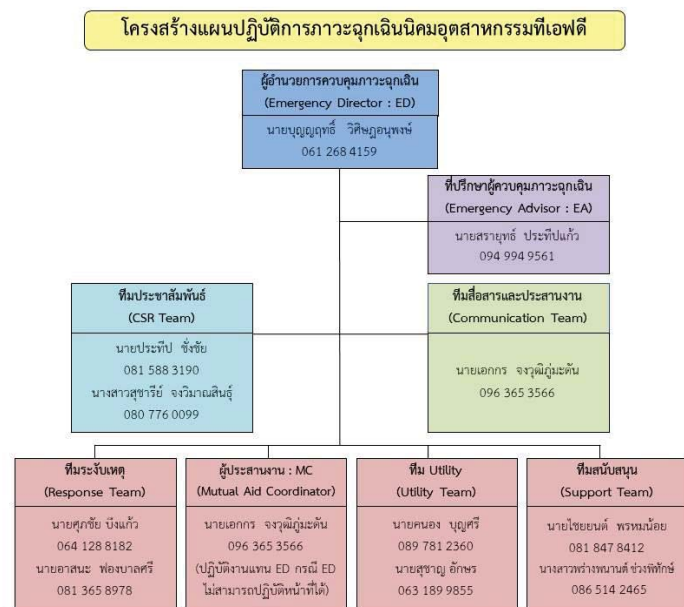 โครงสร้างแผนปฏิบัติการภาวะฉุกเฉินนิคมอุตสาหกรรมทีเอฟดี
ผู้อำนวยการควบคุมภาวะฉุกเฉิน
(Emergency Director : ED)
นายบุญญฤทธิ์ วิศิษฎอนุพงษ์
061 268 4159
ที่ปรึกษาผู้ควบคุมภาวะฉุกเฉิน
(Emergency Advisor : EA)
นายสรายุทธ์ ประทีปแก้ว
094 994 9561
ทีมประชาสัมพันธ์
(CSR Team)
นายประทีป ชั่งชัย
081 588 3190
นางสาวสุชารีย์ จงวิมาณสินธุ์
080 776 0099
ทีมสื่อสารและประสานงาน
(Communication Team)
นายเอกกร จงวุฒิภู่มะดัน
096 365 3566
ทีมระงับเหตุ
(Response Team)
นายศุภชัย บึงแก้ว
064 128 8182
นายอาสนะ ฟองบาลศรี
081 365 8978
ผู้ประสานงาน : MC
(Mutual Aid Coordinator)
นายเอกกร จงวุฒิภู่มะดัน
096 365 3566
(ปฏิบัติงานแทน ED กรณี ED
ไม่สามารถปฏิบัติหน้าที่ได้)
ทีม Utility
(Utility Team)
นายคนอง บุญศรี
089 781 2360
นายสุชาญ อักษร
063 189 9855
ทีมสนับสนุน
(Support Team)
นายไชยยนต์ พรหมน้อย
081 847 8412
นางสาวพร่างพนานต์ ช่วงพิทักษ์
086 514 2465